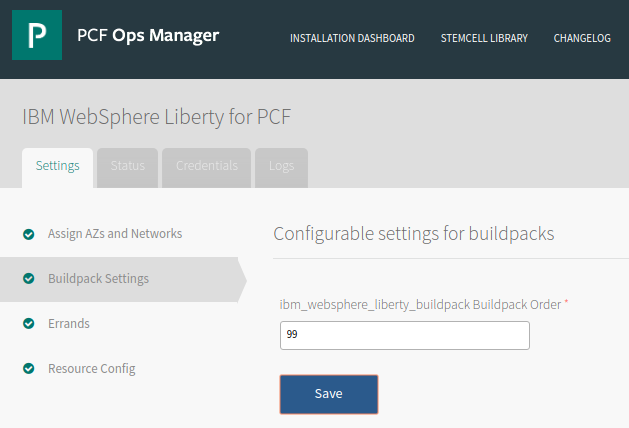 P PCF Ops Manager INSTALLATION DASHBOARD STEMCELL LIBRARY CHANGELOG
IBM WebSphere Liberty for PCF
Settings Status Credentials Logs
Assign AZs and Networks
Buildpack Settings
Errands
Resource Config
Configurable settings for buildpacks
ibm_websphere_liberty_buildpack Buildpack Order *
99
Save